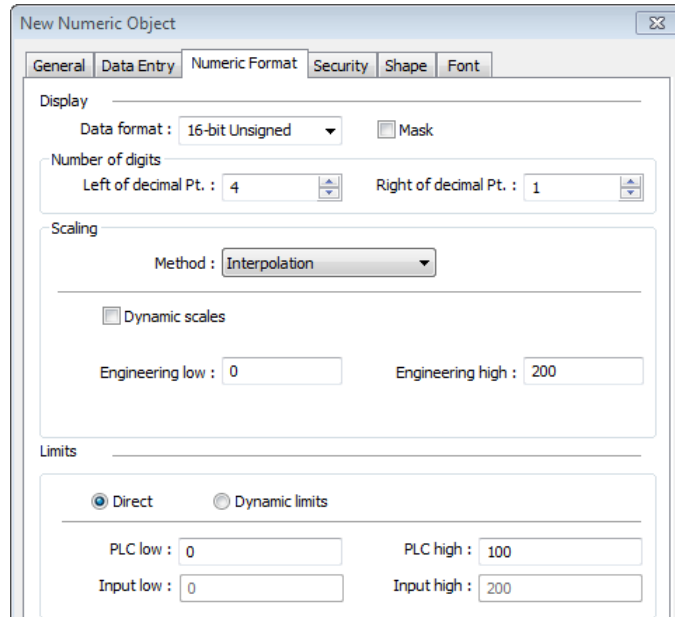 New Numeric Object
General Data Entry Numeric Format Security Shape Font
Display
Data format : 16-bit Unsigned Mask
Number of digits
Left of decimal Pt. : 4 Right of decimal Pt. : 1
Scaling
Method : Interpolation
Dynamic scales
Engineering low : 0 Engineering high : 200
Limits
Direct Dynamic limits
PLC low : 0 PLC high : 100
Input low : 0 Input high : 200